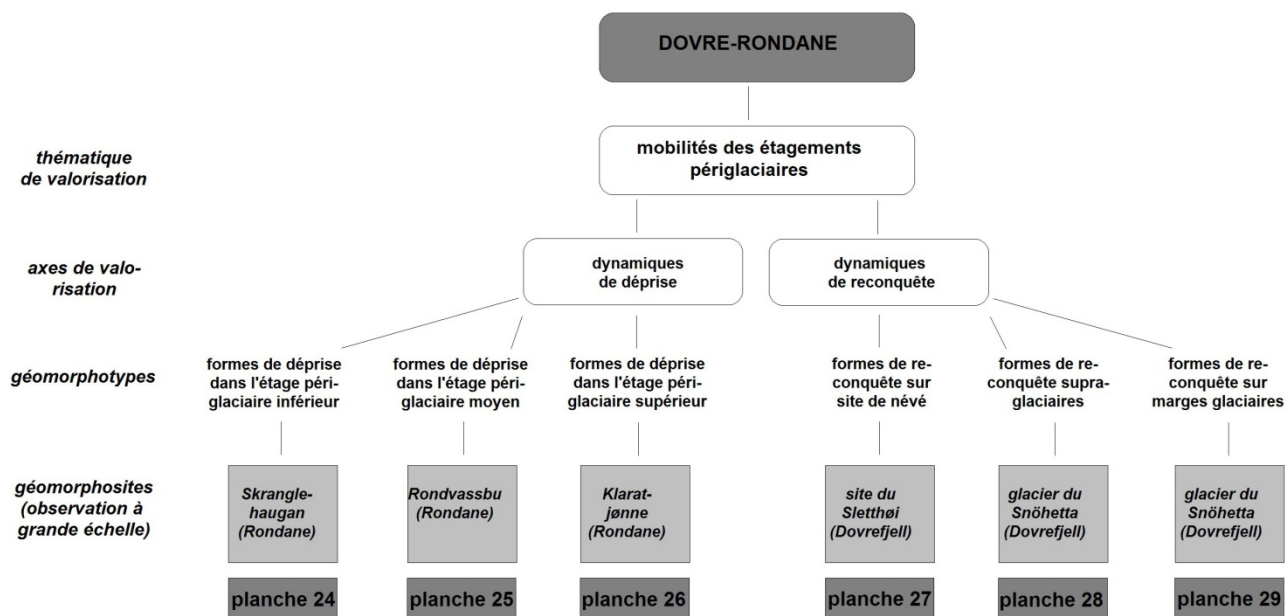 DOVRE-RONDANE
thématique
de valorisation
mobilités des étagements
périglaciaires
axes de valo-
risation
dynamiques
de déprise
dynamiques
de reconquête
géomorphotypes
formes de déprise
dans l'étage péri-
glaciaire inférieur
formes de déprise
dans l'étage péri-
glaciaire moyen
formes de déprise
dans l'étage péri-
glaciaire supérieur
formes de re-
conquête sur
site de névé
formes de re-
conquête supra-
glaciaires
formes de re-
conquête sur
marges glaciaires
géomorphosites
(observation à
grande échelle)
Skrangle-
haugan
(Rondane)
Rondvassbu
(Rondane)
Klarat-
jønne
(Rondane)
site du
Sletthøi
(Dovrefjell)
glacier du
Snöhetta
(Dovrefjell)
glacier du
Snöhetta
(Dovrefjell)
planche 24
planche 25
planche 26
planche 27
planche 28
planche 29